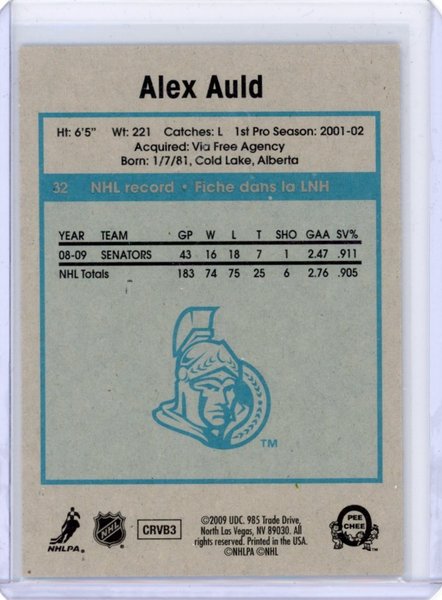 Alex Auld
Ht: 6'5" Wt: 221 Catches: L 1st Pro Season: 2001-02
Acquired: Via Free Agency
Born: 1/7/81, Cold Lake, Alberta
32 NHL record • Fiche dans la LNH
YEAR TEAM GP W L T SHO GAA SV%
08-09 SENATORS 43 16 18 7 1 2.47 .911
NHL Totals 183 74 75 25 6 2.76 .905
TM
NHLPA
NHL
CRVB3
©2009 UDC. 985 Trade Drive,
North Las Vegas, NV 89030. All
rights reserved. Printed in the USA.
©NHLPA ©NHL
O
PEE
CHEE
TM